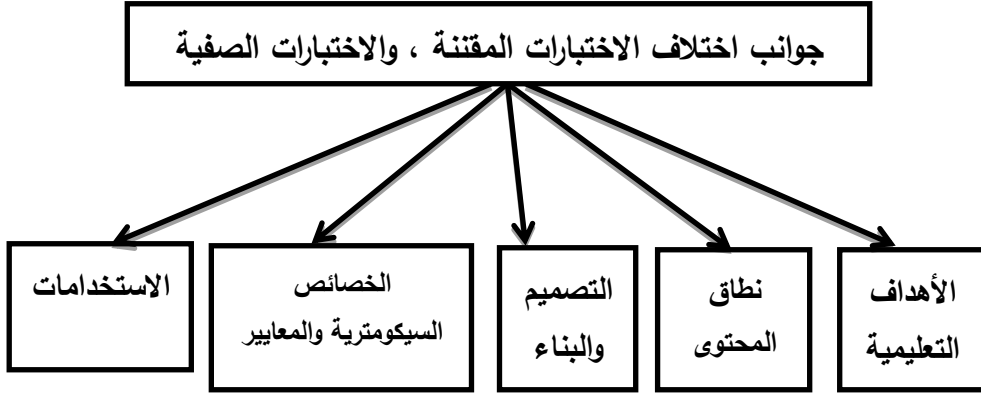 جوانب اختلاف الاختبارات المقننة ، والاختبارات الصفية
الأهداف
التعليمية
نطاق
المحتوى
التصميم
والبناء
الخصائص
السيكومترية والمعايير
الاستخدامات